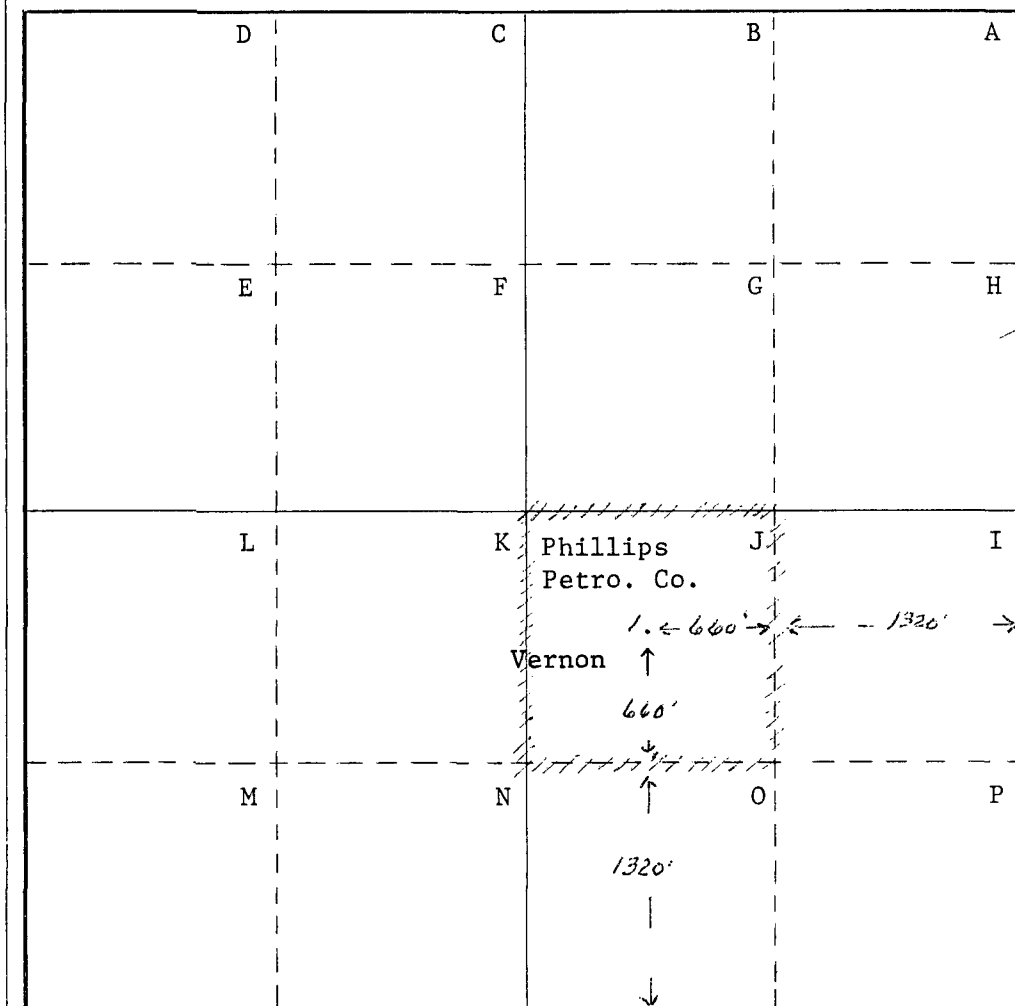 D C B A
E F G H
L K J I
Phillips
Petro. Co.
1. 660' 1320'
Vernon
660'
M N O P
1320'